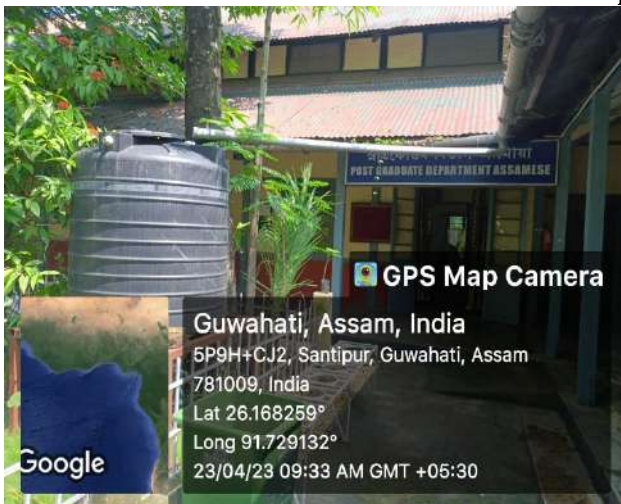 POST GRADUATE DEPARTMENT ASSAMESE
GPS Map Camera
Guwahati, Assam, India
5P9H+CJ2, Santipur, Guwahati, Assam
781009, India
Lat 26.168259°
Long 91.729132°
23/04/23 09:33 AM GMT +05:30
Google